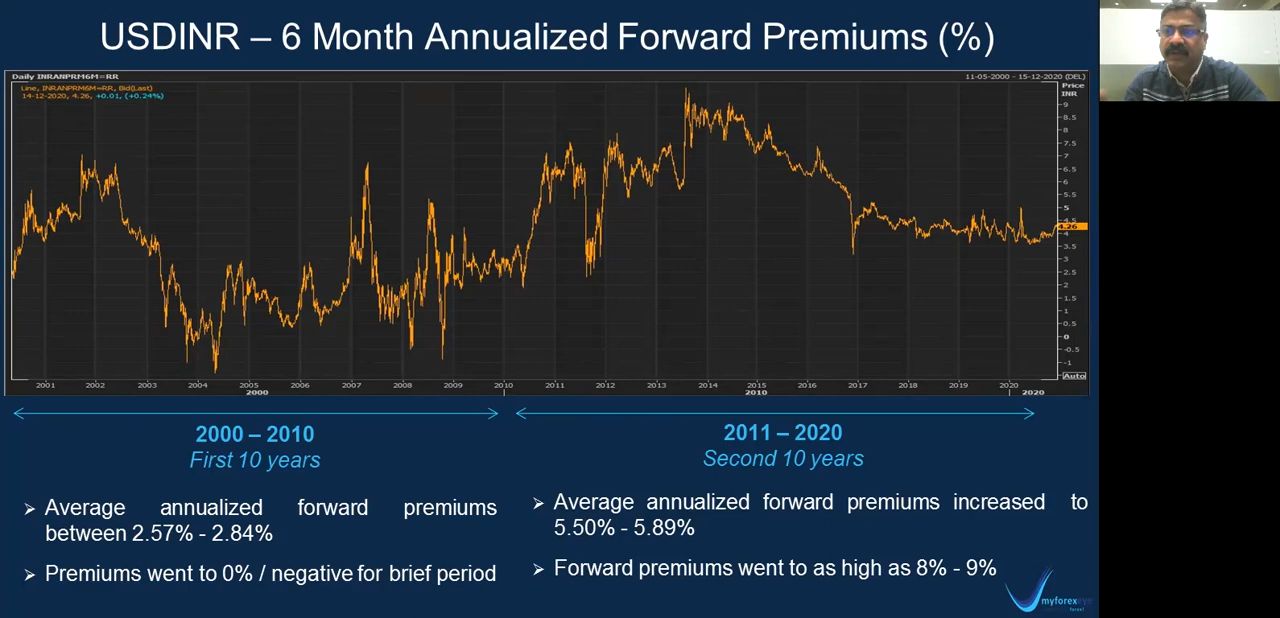 USDINR – 6 Month Annualized Forward Premiums (%)
Daily INRANPRM6M=RR
11-05-2000 - 15-12-2020 (DEL)
Line, INRANPRM6M=RR, Bid(Last)
14-12-2020, 4.26, +0.01, (+0.24%)
Price
INR
9
8.5
8
7.5
7
6.5
6
5.5
5
4.5
4.26
4
3.5
3
2.5
2
1.5
1
0.5
0
-0.5
-1
Auto
2001 2002 2003 2004 2005 2006 2007 2008 2009 2010 2011 2012 2013 2014 2015 2016 2017 2018 2019 2020
2000 2010 2020
2000 – 2010
First 10 years
➢ Average annualized forward premiums
between 2.57% - 2.84%
➢ Premiums went to 0% / negative for brief period
2011 – 2020
Second 10 years
➢ Average annualized forward premiums increased to
5.50% - 5.89%
➢ Forward premiums went to as high as 8% - 9%
myforexeye